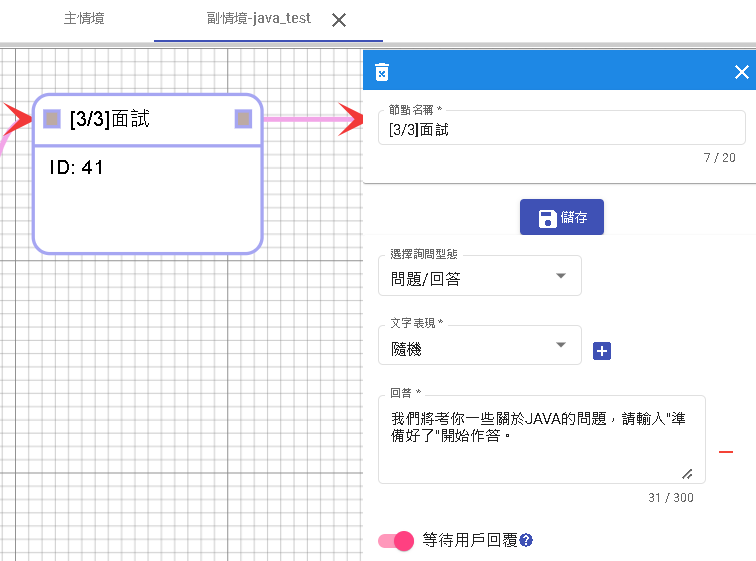 主情境
副情境-java_test
[3/3]面試
ID: 41
節點名稱 *
[3/3]面試
7 / 20
儲存
選擇詢問型態
問題/回答
文字表現 *
隨機
回答 *
我們將考你一些關於JAVA的問題，請輸入"準
備好了"開始作答。
31 / 300
等待用戶回覆?